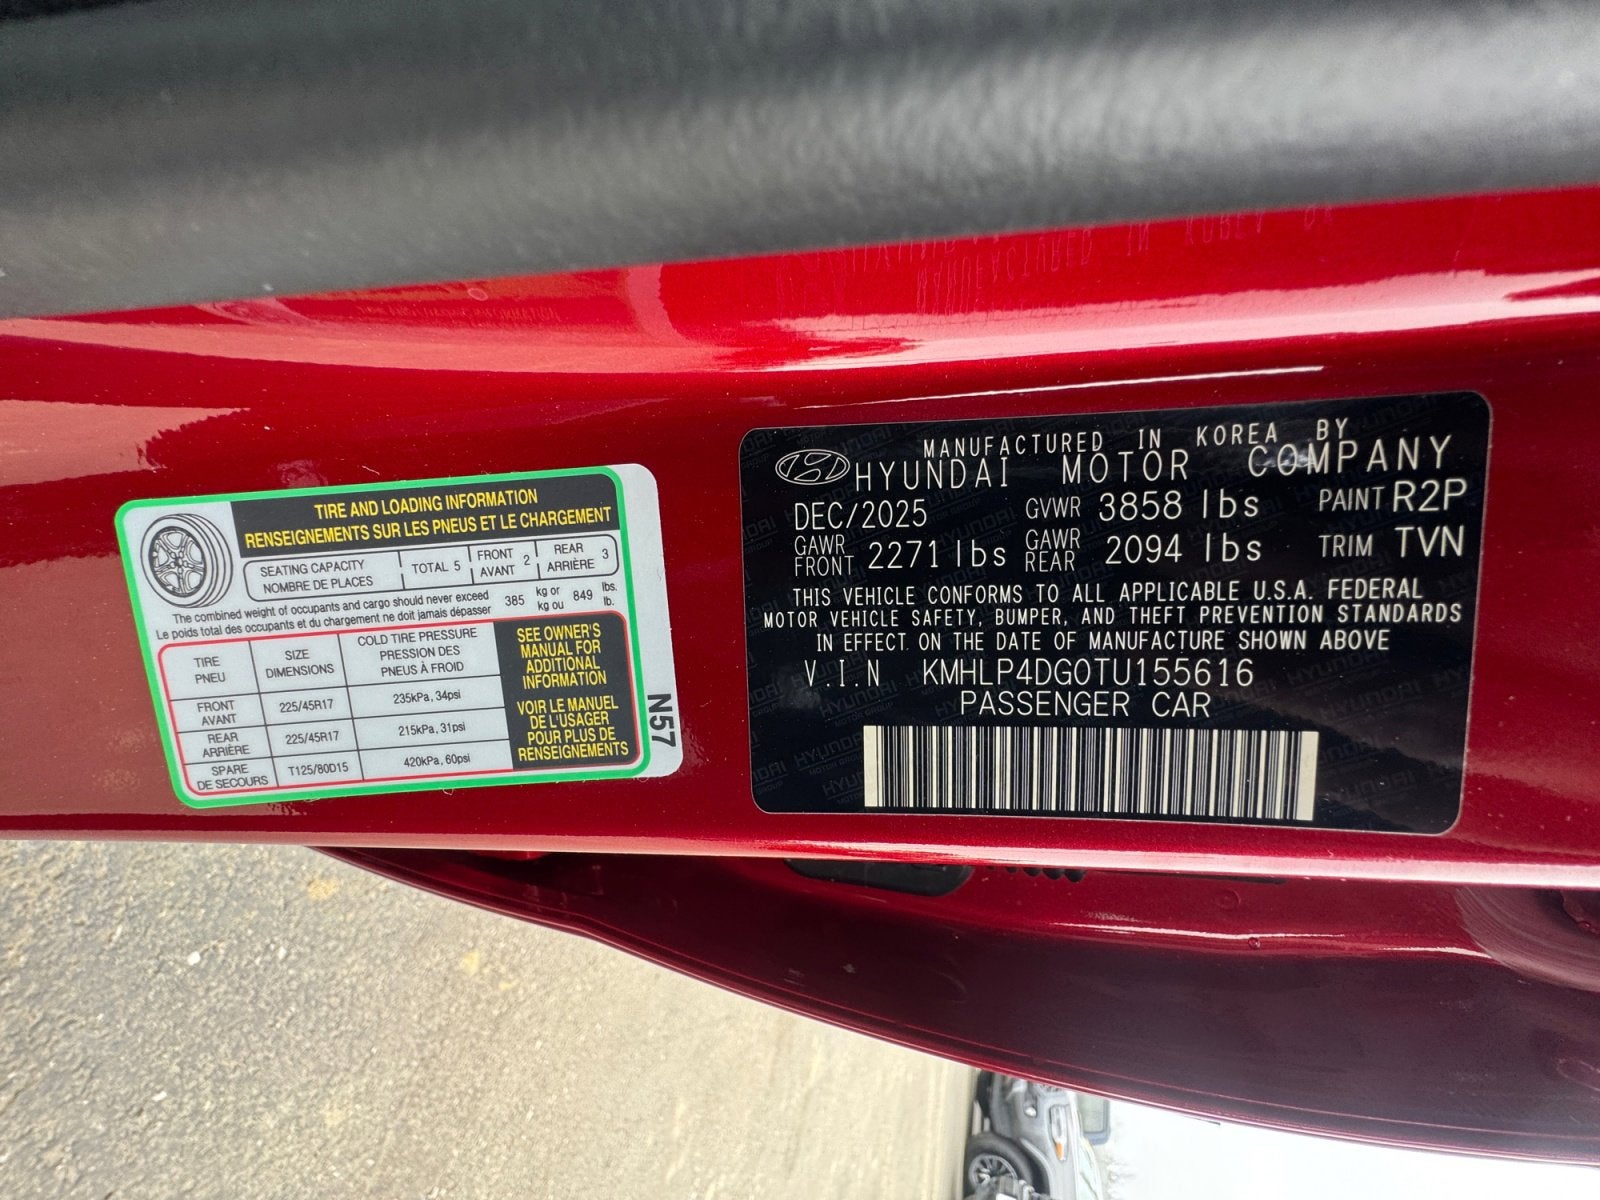 TIRE AND LOADING INFORMATION
RENSEIGNEMENTS SUR LES PNEUS ET LE CHARGEMENT
SEATING CAPACITY
NOMBRE DE PLACES
TOTAL 5
FRONT
AVANT 2
REAR
ARRIÈRE 3
The combined weight of occupants and cargo should never exceed
Le poids total des occupants et du chargement ne doit jamais dépasser
385 kg or kg ou 849 lbs. lb.
TIRE
PNEU
SIZE
DIMENSIONS
COLD TIRE PRESSURE
PRESSION DES
PNEUS À FROID
FRONT
AVANT
225/45R17
235kPa, 34psi
REAR
ARRIÈRE
225/45R17
215kPa, 31psi
SPARE
DE SECOURS
T125/80D15
420kPa, 60psi
SEE OWNER'S
MANUAL FOR
ADDITIONAL
INFORMATION
VOIR LE MANUEL
DE L'USAGER
POUR PLUS DE
RENSEIGNEMENTS
N57
MANUFACTURED IN KOREA BY
HYUNDAI MOTOR COMPANY
DEC/2025 GVWR 3858 lbs PAINT R2P
GAWR FRONT 2271 lbs GAWR REAR 2094 lbs TRIM TVN
THIS VEHICLE CONFORMS TO ALL APPLICABLE U.S.A. FEDERAL
MOTOR VEHICLE SAFETY, BUMPER, AND THEFT PREVENTION STANDARDS
IN EFFECT ON THE DATE OF MANUFACTURE SHOWN ABOVE
V.I.N KMHLP4DG0TU155616
PASSENGER CAR